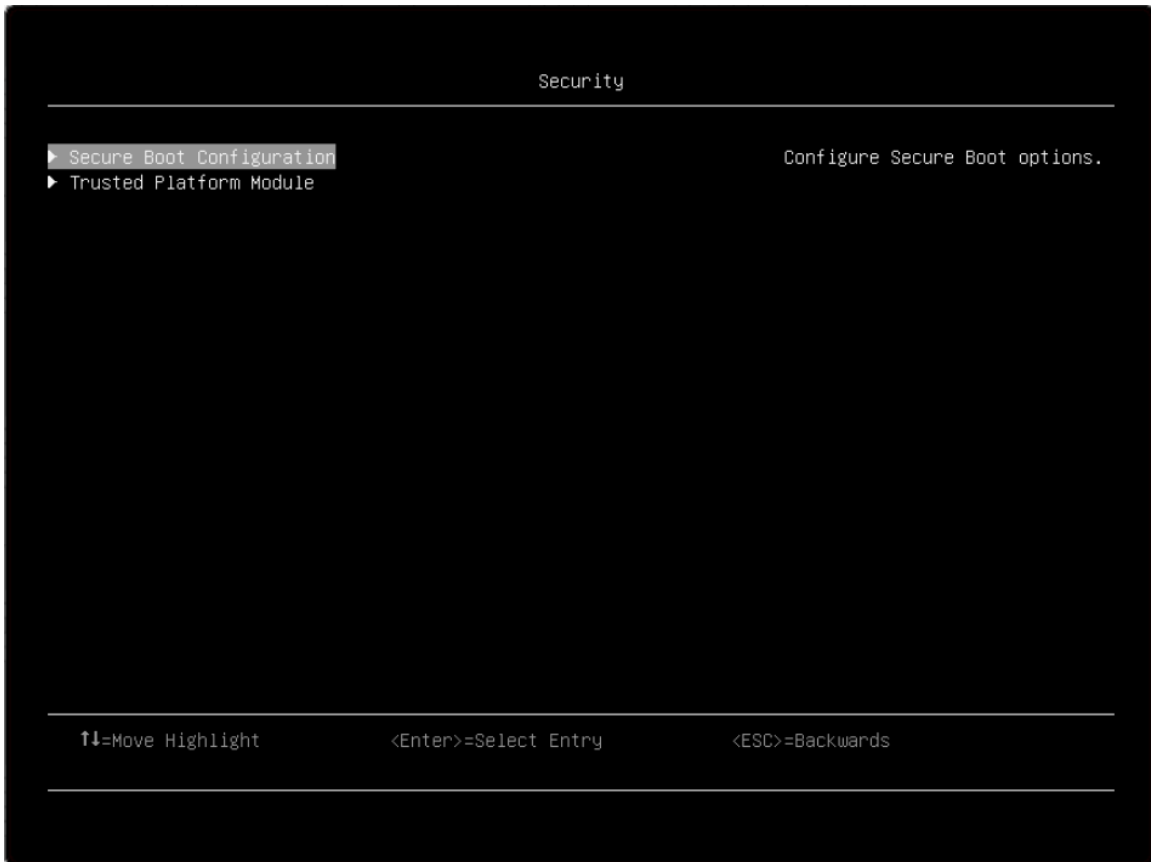 Security
▶ Secure Boot Configuration
Configure Secure Boot options.
▶ Trusted Platform Module
↑↓=Move Highlight
<Enter>=Select Entry
<ESC>=Backwards